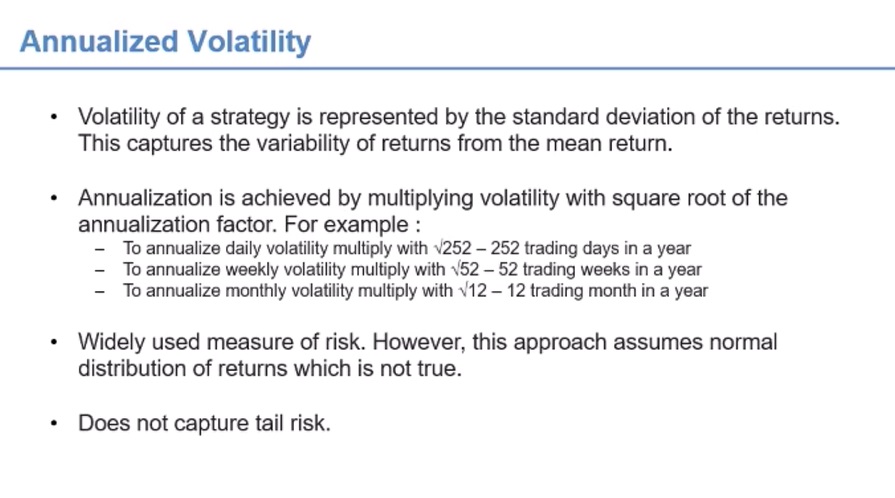 Annualized Volatility
• Volatility of a strategy is represented by the standard deviation of the returns.
This captures the variability of returns from the mean return.
• Annualization is achieved by multiplying volatility with square root of the
annualization factor. For example :
– To annualize daily volatility multiply with √252 – 252 trading days in a year
– To annualize weekly volatility multiply with √52 – 52 trading weeks in a year
– To annualize monthly volatility multiply with √12 – 12 trading month in a year
• Widely used measure of risk. However, this approach assumes normal
distribution of returns which is not true.
• Does not capture tail risk.